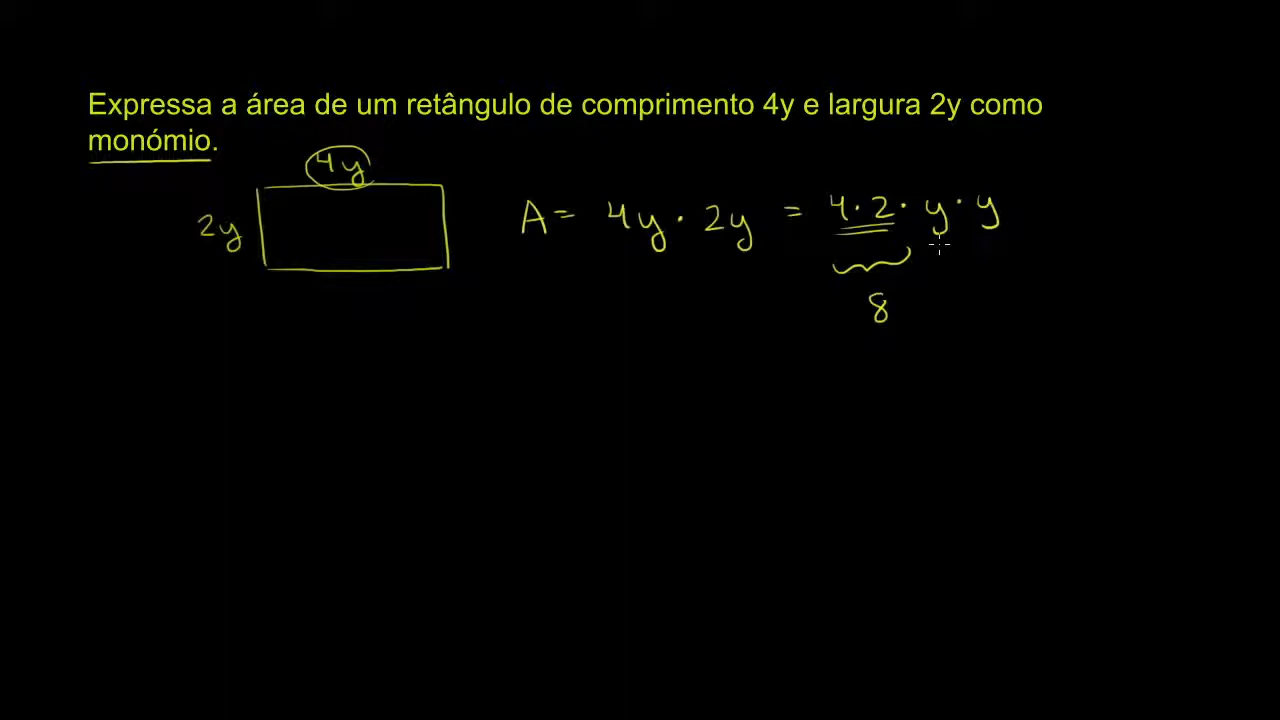 Expressa a área de um retângulo de comprimento 4y e largura 2y como
monómio.
4y
2y
A = 4y · 2y = 4 · 2 · y · y
8